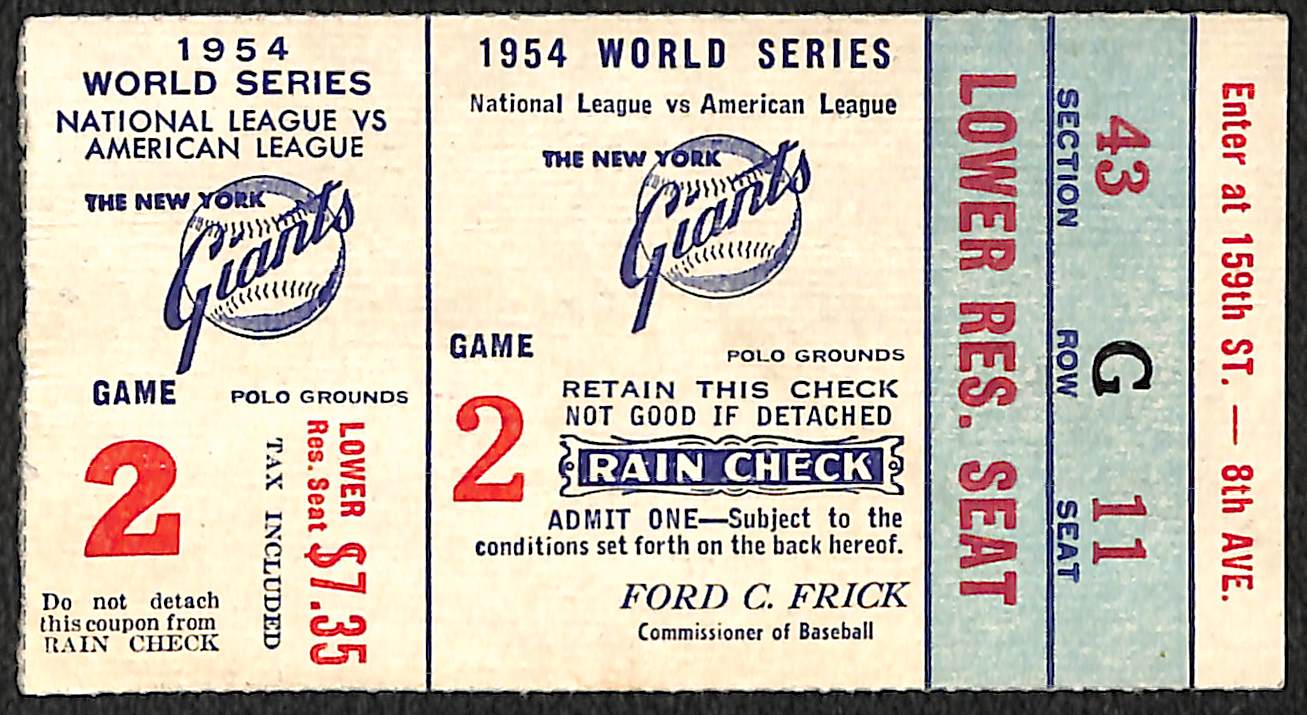 1954
WORLD SERIES
NATIONAL LEAGUE VS
AMERICAN LEAGUE
THE NEW YORK
Giants
GAME
POLO GROUNDS
2
LOWER
Res. Seat $7.35
TAX INCLUDED
Do not detach
this coupon from
RAIN CHECK
1954 WORLD SERIES
National League vs American League
THE NEW YORK
Giants
GAME
POLO GROUNDS
2
RETAIN THIS CHECK
NOT GOOD IF DETACHED
RAIN CHECK
ADMIT ONE—Subject to the
conditions set forth on the back hereof.
FORD C. FRICK
Commissioner of Baseball
LOWER RES. SEAT
43 G 11
SECTION ROW SEAT
Enter at 159th ST. — 8th AVE.